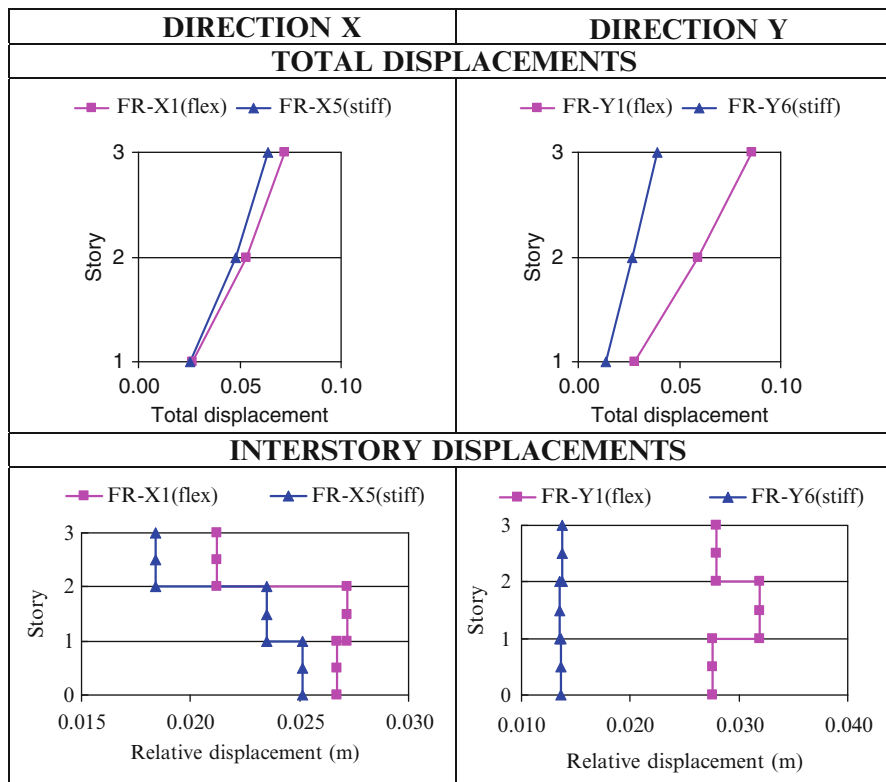 DIRECTION X
DIRECTION Y
TOTAL DISPLACEMENTS
FR-X1(flex) FR-X5(stiff)
3
2
1
Story
0.00 0.05 0.10
Total displacement
FR-Y1(flex) FR-Y6(stiff)
3
2
1
Story
0.00 0.05 0.10
Total displacement
INTERSTORY DISPLACEMENTS
FR-X1(flex) FR-X5(stiff)
3
2
1
0
Story
0.015 0.020 0.025 0.030
Relative displacement (m)
FR-Y1(flex) FR-Y6(stiff)
3
2
1
0
Story
0.010 0.020 0.030 0.040
Relative displacement (m)